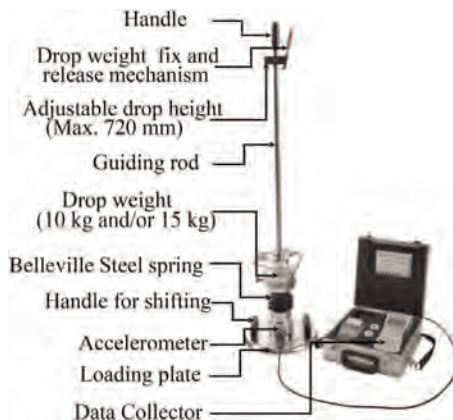 Handle
Drop weight fix and
release mechanism
Adjustable drop height
(Max. 720 mm)
Guiding rod
Drop weight
(10 kg and/or 15 kg)
Belleville Steel spring
Handle for shifting
Accelerometer
Loading plate
Data Collector